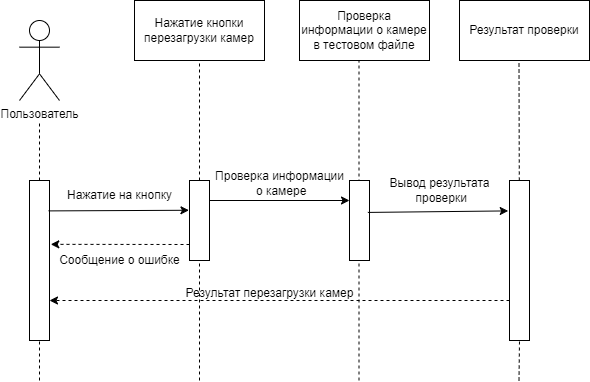 Нажатие кнопки
перезагрузки камер
Проверка
информации о камере
в тестовом файле
Результат проверки
Пользователь
Нажатие на кнопку
Проверка информации
о камере
Вывод результата
проверки
Сообщение о ошибке
Результат перезагрузки камер